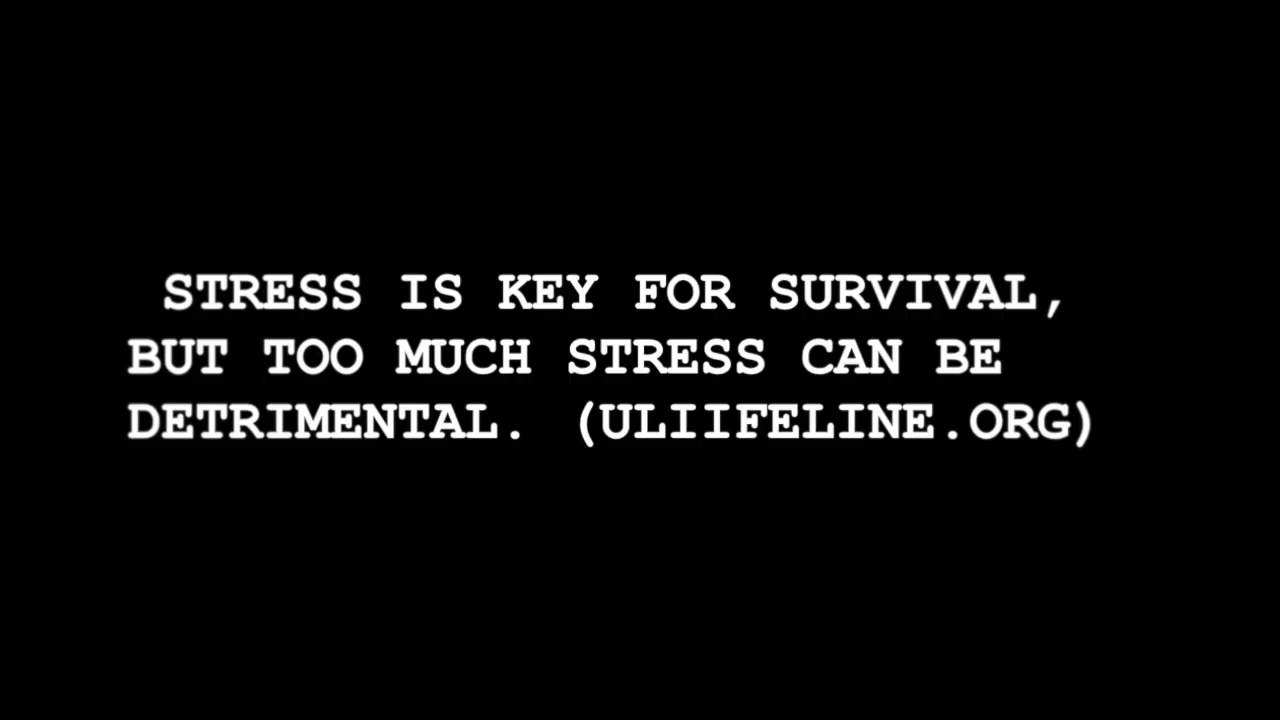 STRESS IS KEY FOR SURVIVAL,
BUT TOO MUCH STRESS CAN BE
DETRIMENTAL. (ULIIFELINE.ORG)